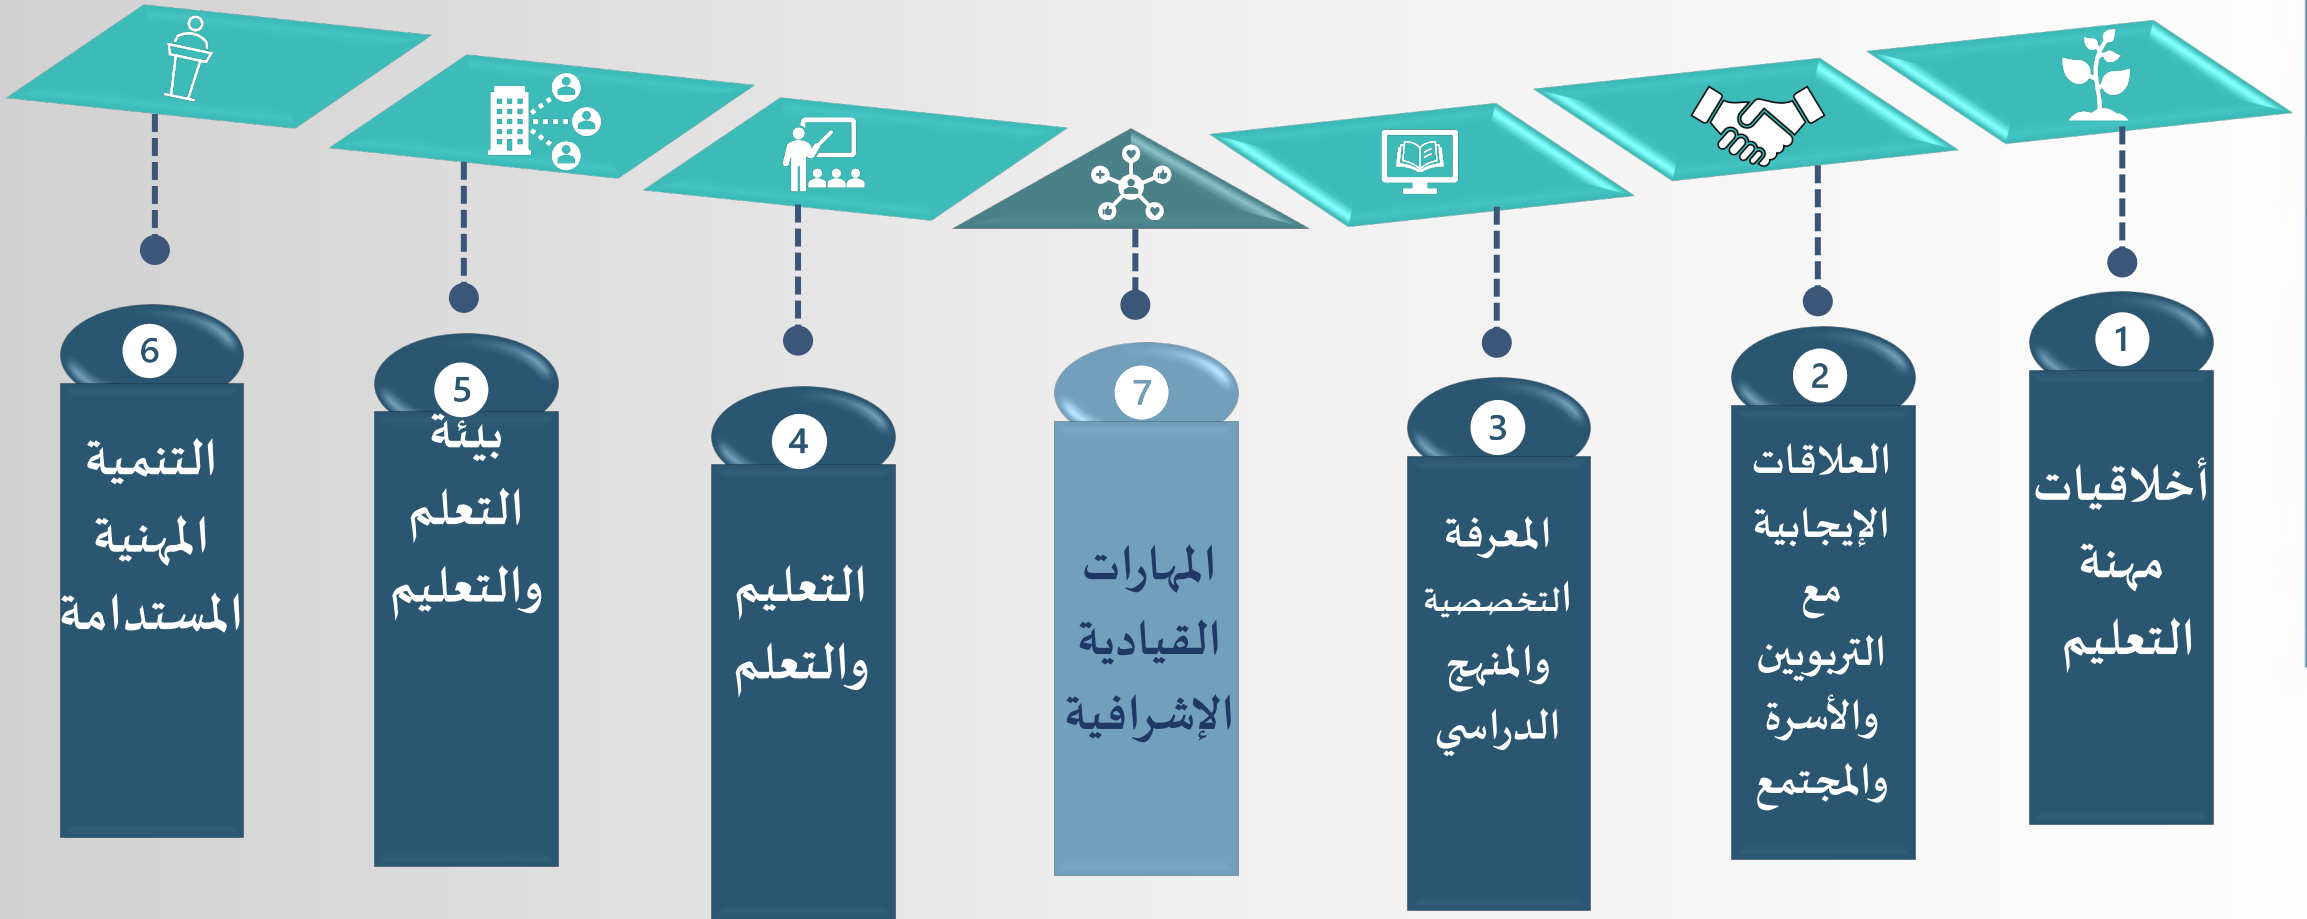 1
أخلاقيات
مهنة
التعليم
2
العلاقات
الإيجابية
مع
التربويين
والأسرة
والمجتمع
3
المعرفة
التخصصية
والمنهج
الدراسي
7
المهارات
القيادية
الإشرافية
4
التعليم
والتعلم
5
بيئة
التعلم
والتعليم
6
التنمية
المهنية
المستدامة